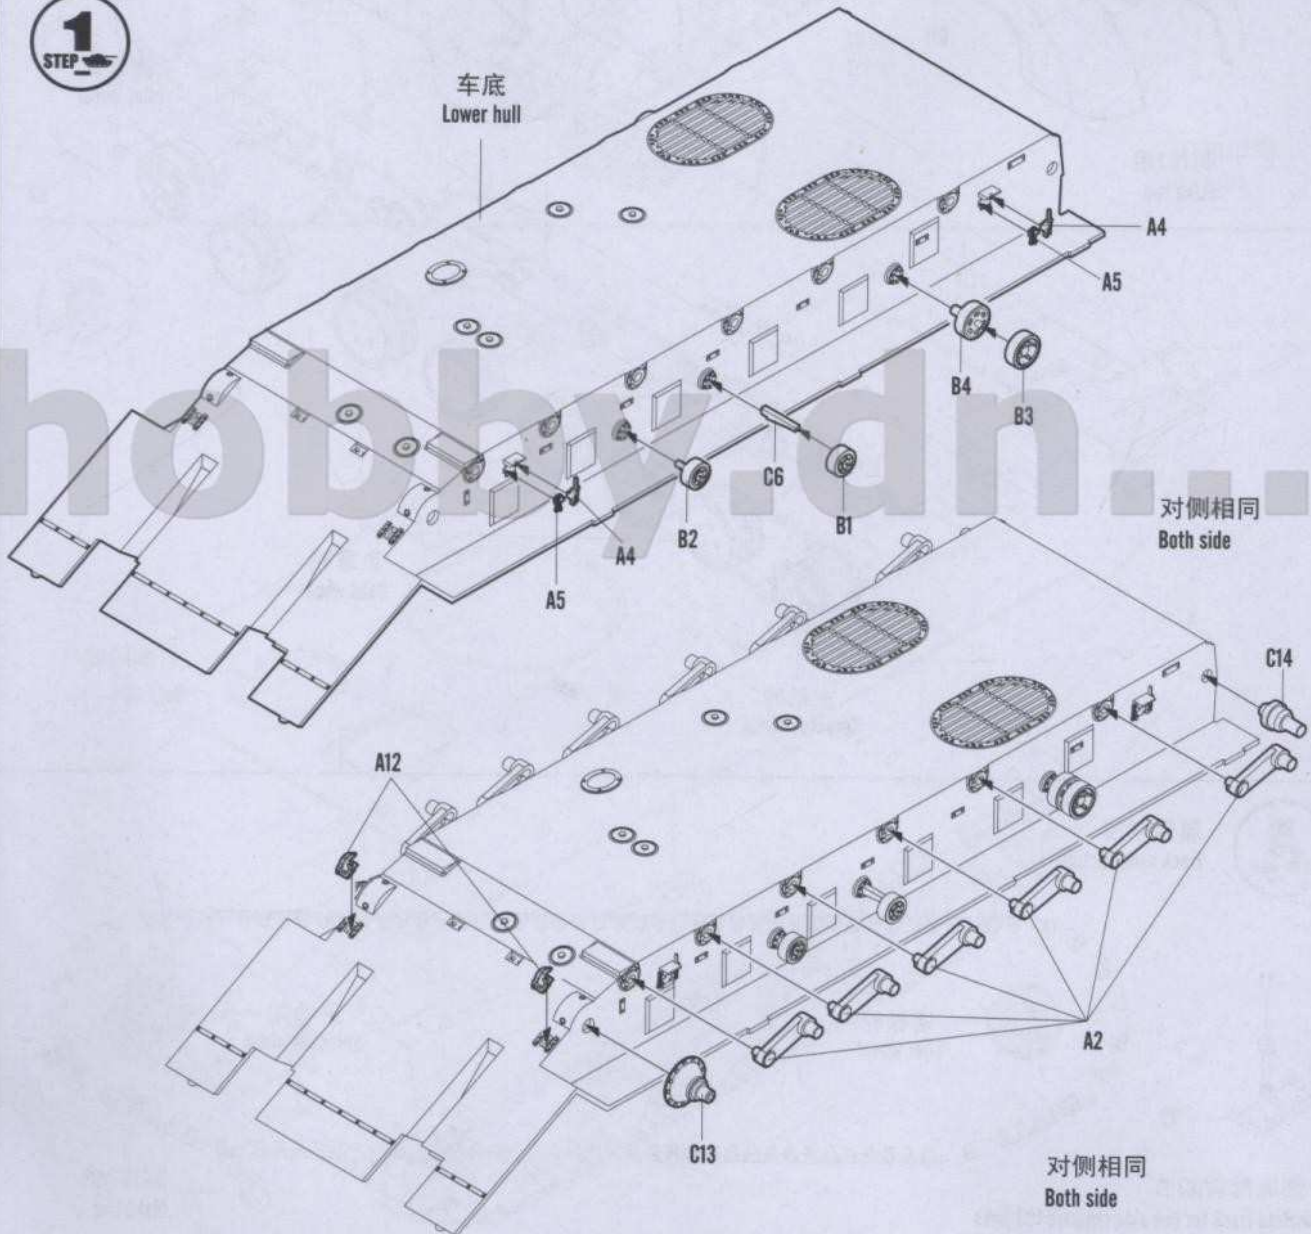 1
STEP
车底
Lower hull
A4
A5
B4
B3
C6
B1
B2
A4
A5
hobby.dn...
对侧相同
Both side
C14
A12
A2
C13
对侧相同
Both side